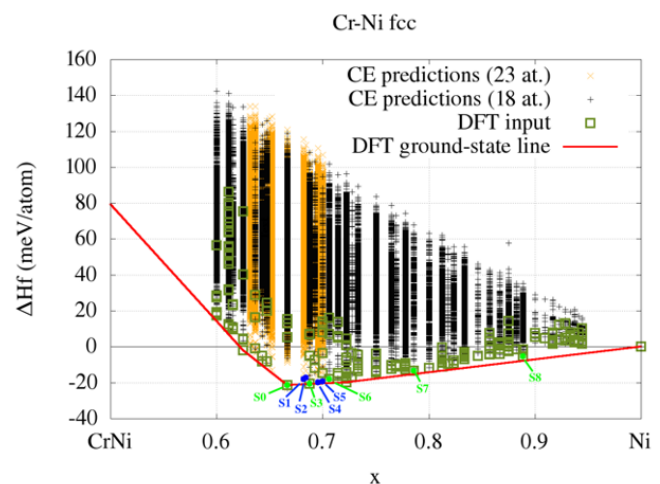 Cr-Ni fcc
160
140
120
100
80
60
40
20
0
-20
-40
ΔHf (meV/atom)
CE predictions (23 at.)
CE predictions (18 at.)
DFT input
DFT ground-state line
S0
S1
S2
S3
S4
S5
S6
S7
S8
CrNi
0.6
0.7
0.8
0.9
Ni
x